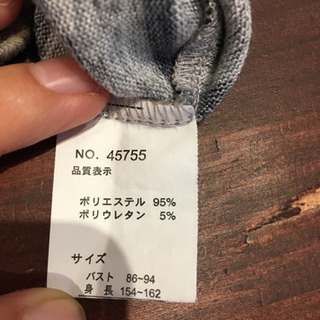 NO. 45755
品質表示
ポリエステル 95%
ポリウレタン 5%
サイズ
バスト 86~94
身 長 154~162